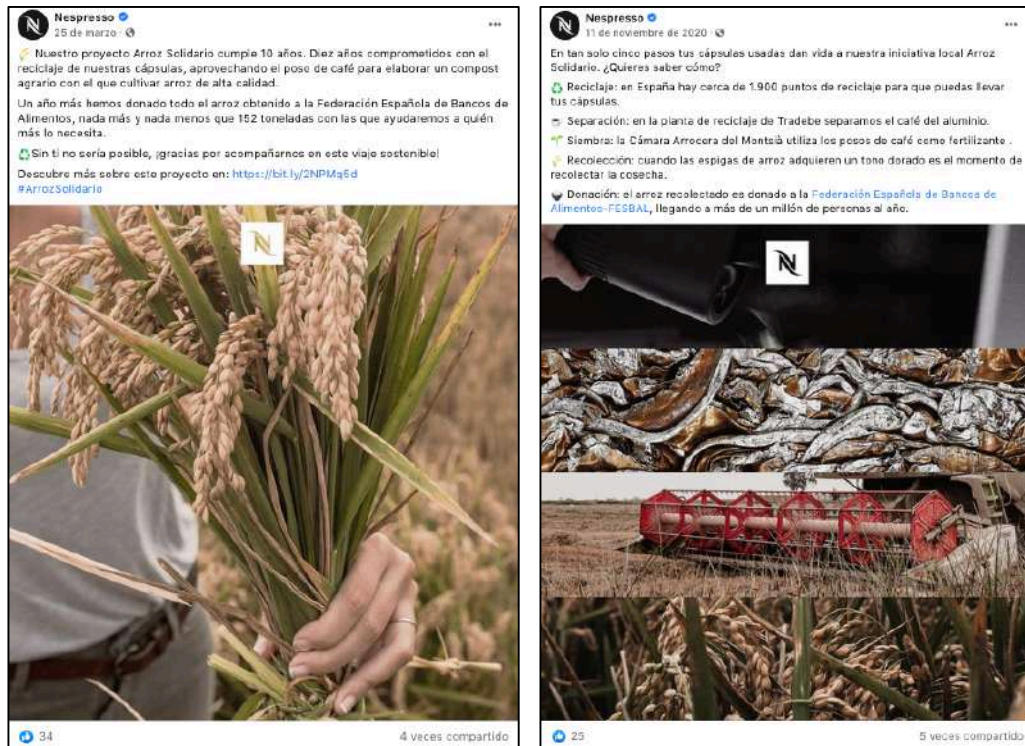 Nespresso
25 de marzo
Nuestro proyecto Arroz Solidario cumple 10 años. Diez años comprometidos con el
reciclaje de nuestras cápsulas, aprovechando el poso de café para elaborar un compost
agrario con el que cultivar arroz de alta calidad.
Un año más hemos donado todo el arroz obtenido a la Federación Española de Bancos de
Alimentos, nada más y nada menos que 152 toneladas con las que ayudaremos a quién
más lo necesita.
Sin ti no sería posible, ¡gracias por acompañarnos en este viaje sostenible!
Descubre más sobre este proyecto en: https://bit.ly/2NPMq6d
#ArrozSolidario
N
34
4 veces compartido
Nespresso
11 de noviembre de 2020
En tan solo cinco pasos tus cápsulas usadas dan vida a nuestra iniciativa local Arroz
Solidario. ¿Quieres saber cómo?
Reciclaje: en España hay cerca de 1.900 puntos de reciclaje para que puedas llevar
tus cápsulas.
Separación: en la planta de reciclaje de Tradebe separamos el café del aluminio.
Siembra: la Cámara Arrocera del Montsià utiliza los posos de café como fertilizante .
Recolección: cuando las espigas de arroz adquieren un tono dorado es el momento de
recolectar la cosecha.
Donación: el arroz recolectado es donado a la Federación Española de Bancos de
Alimentos-FESBAL, llegando a más de un millón de personas al año.
N
25
5 veces compartido